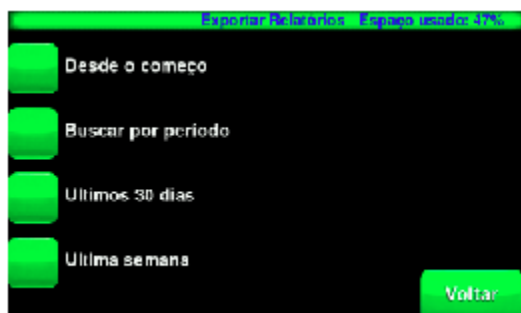 Exportar Relatórios Espaço usado: 47%
Desde o começo
Buscar por periodo
Ultimos 30 dias
Ultima semana
Voltar